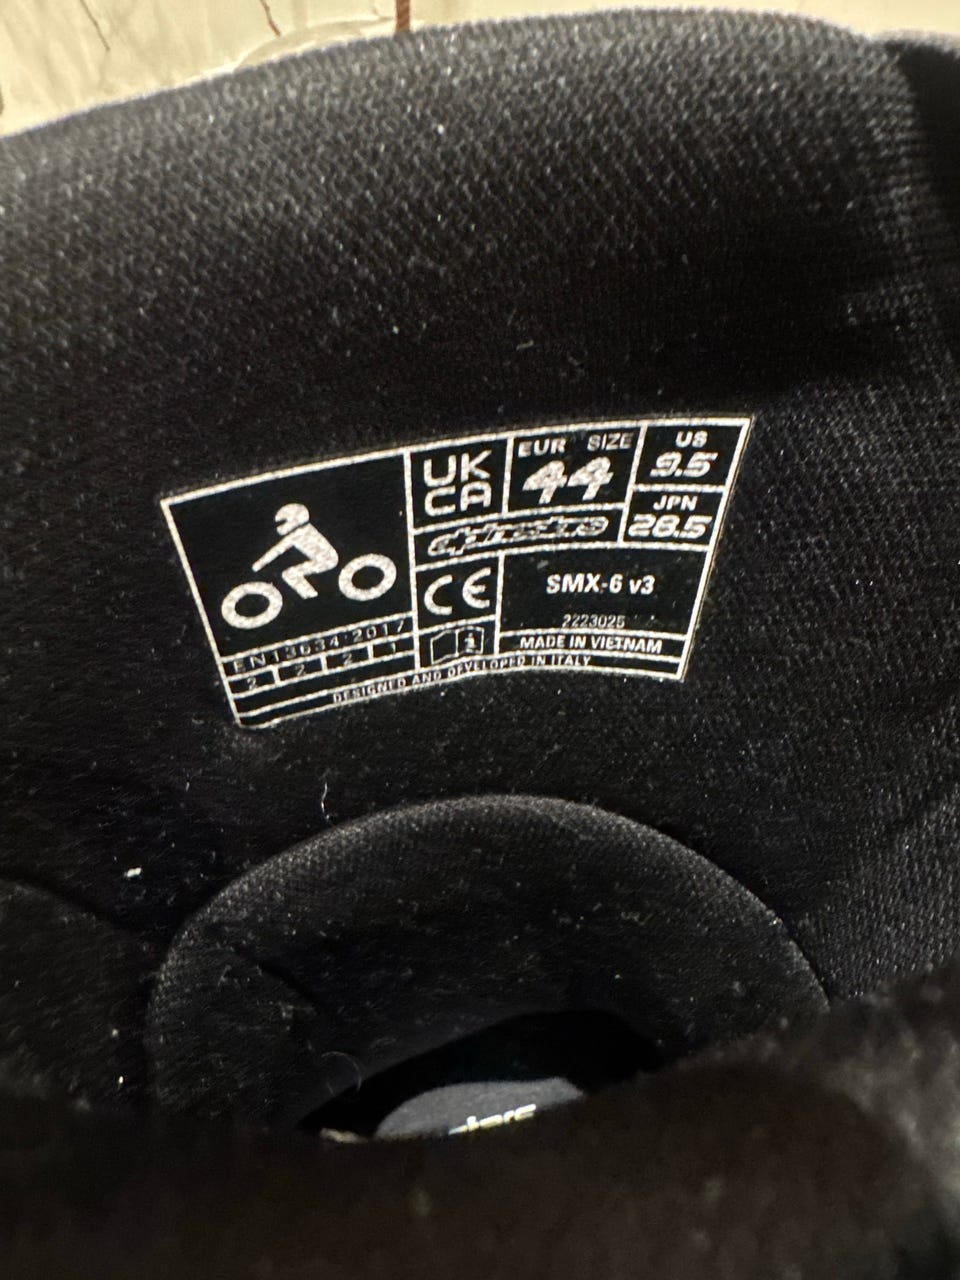 UK
CA
EUR SIZE
44
US
9.5
JPN
28.5
alpinestars
CE
SMX-6 v3
2223025
MADE IN VIETNAM
EN13634:2017
2 2 2 1
DESIGNED AND DEVELOPED IN ITALY
i
stars